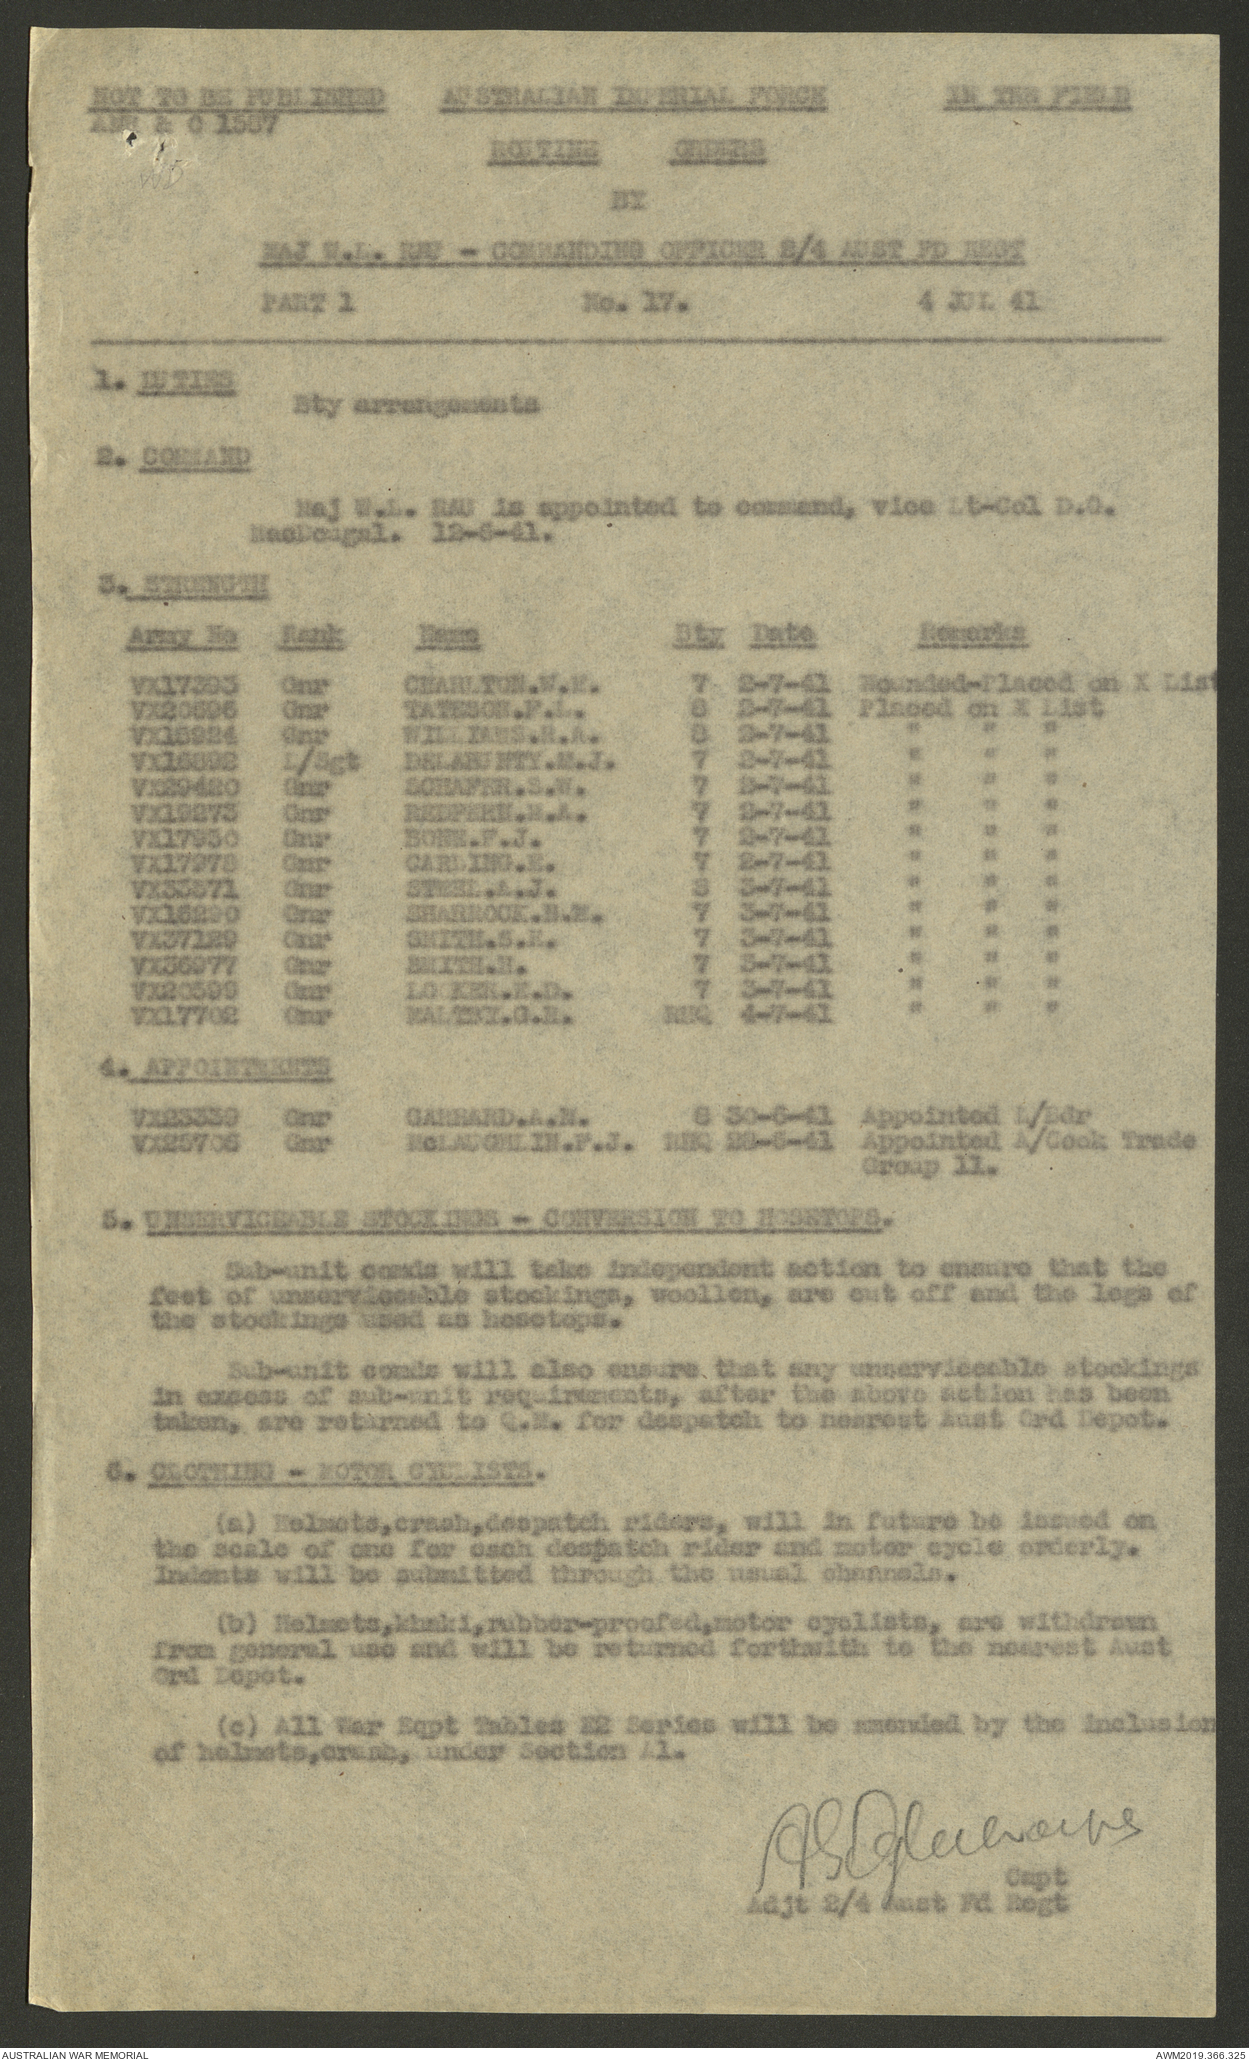 NOT TO BE PUBLISHED AUSTRALIAN IMPERIAL FORCE IN THE FIELD
& C 1587
WD
ROUTINE ORDERS
BY
MAJ W.L. RAU - COMMANDING OFFICER 2/4 AUST FD REGT
PART 1 No. 17. 4 JUL 41
1. DUTIES
Bty arrangements
2. COMMAND
Maj W.L. RAU is appointed to command, vice Lt-Col D.G.
MacDougal. 12-6-41.
3. STRENGTH
Army No Rank Name Bty Date Remarks
VX17393 Gnr CHARLTON.W.E. 7 2-7-41 Wounded-Placed on X List
VX20696 Gnr TATESON.F.L. 8 2-7-41 Placed on X List
VX15924 Gnr WILLIAMS.R.A. 8 2-7-41 " " "
VX16892 L/Sgt DELAHUNTY.M.J. 7 2-7-41 " " "
VX29420 Gnr SCHAFER.S.W. 7 2-7-41 " " "
VX19273 Gnr REDFERN.N.A. 7 2-7-41 " " "
VX17930 Gnr BONE.F.J. 7 2-7-41 " " "
VX17978 Gnr CARLING.E. 7 2-7-41 " " "
VX33571 Gnr STEEL.A.J. 8 3-7-41 " " "
VX16290 Gnr SHARROCK.H.H. 7 3-7-41 " " "
VX37129 Gnr SMITH.S.E. 7 3-7-41 " " "
VX36977 Gnr SMITH.H. 7 3-7-41 " " "
VX20599 Gnr LOCKER.E.D. 7 3-7-41 " " "
VX17702 Gnr MALTBY.G.R. RHQ 4-7-41 " " "
4. APPOINTMENTS
VX23339 Gnr GARRARD.A.N. 8 30-6-41 Appointed L/Bdr
VX25706 Gnr McLAUGHLIN.F.J. RHQ 28-6-41 Appointed A/Cook Trade
Group 11.
5. UNSERVICEABLE STOCKINGS - CONVERSION TO HOSETOPS.
Sub-unit comds will take independent action to ensure that the
feet of unserviceable stockings, woollen, are cut off and the legs of
the stockings used as hosetops.
Sub-unit comds will also ensure that any unserviceable stockings
in excess of sub-unit requirements, after the above action has been
taken, are returned to Q.M. for despatch to nearest Aust Ord Depot.
6. CLOTHING - MOTOR CYCLISTS.
(a) Helmets,crash,despatch riders, will in future be issued on
the scale of one for each despatch rider and motor cycle orderly.
Indents will be submitted through the usual channels.
(b) Helmets,khaki,rubber-proofed,motor cyclists, are withdrawn
from general use and will be returned forthwith to the nearest Aust
Ord Depot.
(c) All War Eqpt Tables E2 Series will be amended by the inclusion
of helmets,crash, under Section A1.
Capt
Adjt 2/4 Aust Fd Regt
AUSTRALIAN WAR MEMORIAL AWM2019.366.325